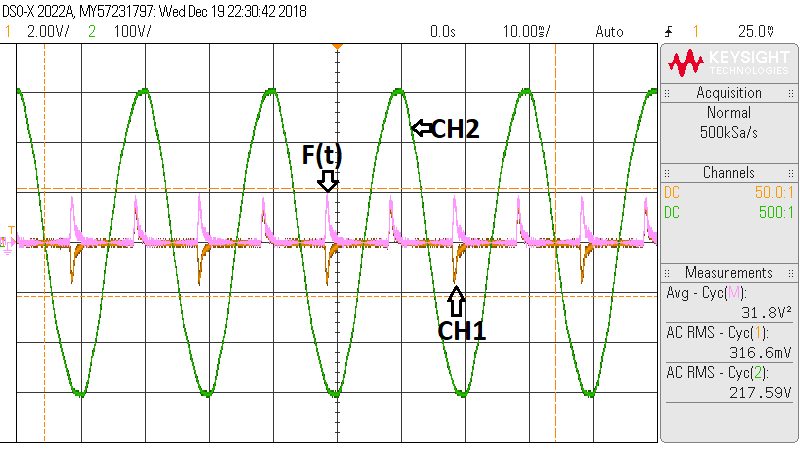 DSO-X 2022A, MY57231797: Wed Dec 19 22:30:42 2018
1 2.00V/ 2 100V/ 0.0s 10.00ms/ Auto 1 25.0V
KEYSIGHT
TECHNOLOGIES
Acquisition
Normal
500kSa/s
Channels
DC 50.0:1
DC 500:1
Measurements
Avg - Cyc(M):
31.8V²
AC RMS - Cyc(1):
316.6mV
AC RMS - Cyc(2):
217.59V
CH2
F(t)
CH1
T